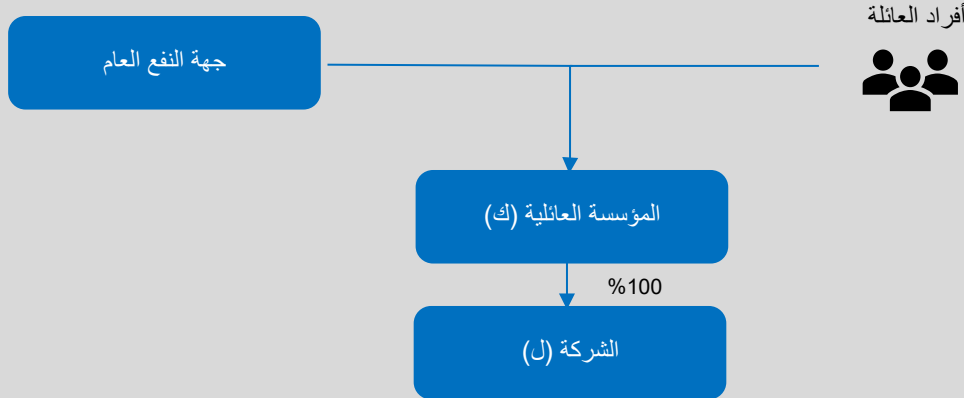 أفراد العائلة
جهة النفع العام
المؤسسة العائلية (ك)
%100
الشركة (ل)